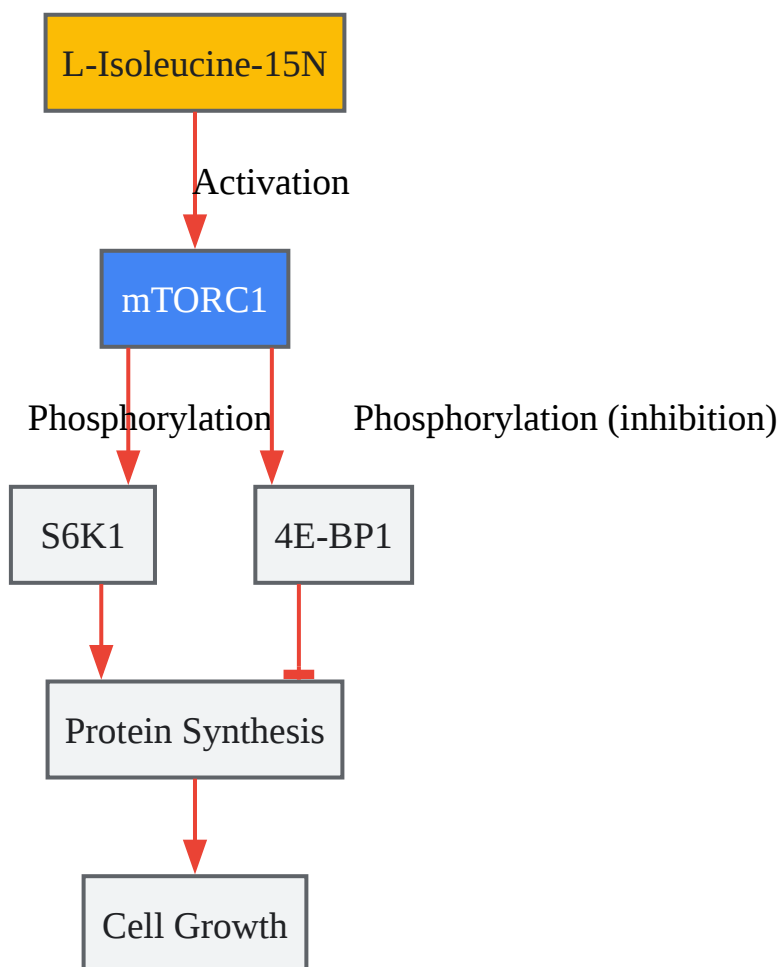 L-Isoleucine-15N
Activation
mTORC1
Phosphorylation
Phosphorylation (inhibition)
S6K1
4E-BP1
Protein Synthesis
Cell Growth